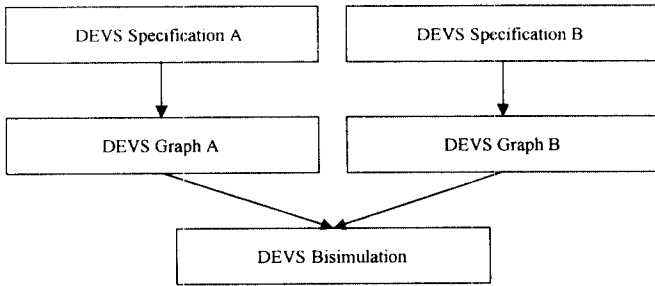 DEVS Specification A
DEVS Specification B
DEVS Graph A
DEVS Graph B
DEVS Bisimulation